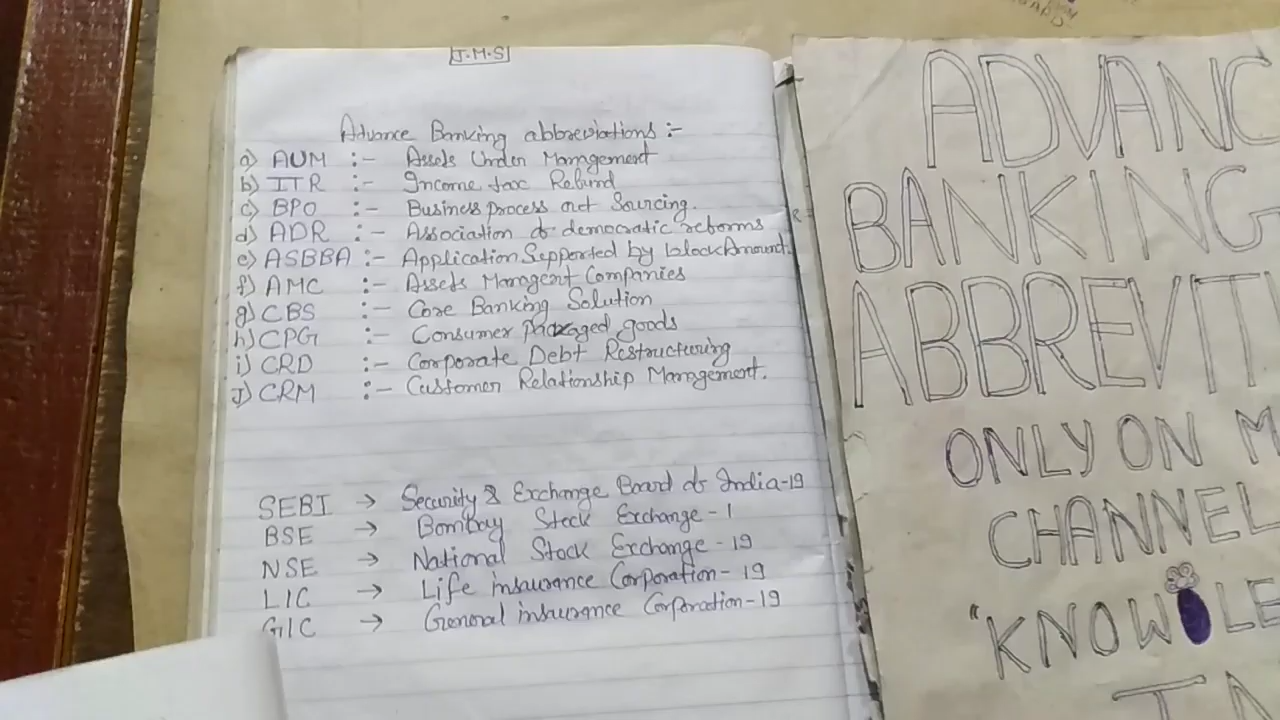 J.M.S
Advance Banking abbreviations :-
a) AUM :- Assets Under Management
b) ITR :- Income tax Refund
c) BPO :- Business process out Sourcing.
d) ADR :- Association of democratic reforms
e) ASBBA :- Application Supported by block Amount.
f) AMC :- Assets Managent Companies
g) CBS :- Core Banking Solution
h) CPG :- Consumer packaged goods
i) CRD :- Corporate Debt Restructuring
J) CRM :- Customer Relationship Management.
SEBI → Security & Exchange Board of India-19
BSE → Bombay Stock Exchange - 1
NSE → National Stock Exchange - 19
LIC → Life insurance Corporation - 19
GIC → General insurance Corporation-19
ADVANC
BANKING
ABBREVIT
ONLY ON M
CHANNEL
"KNOWLE